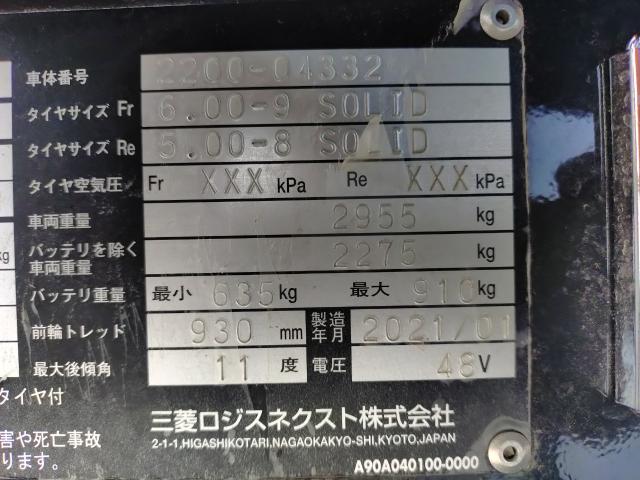 車体番号 2200-04332
タイヤサイズ Fr 6.00-9 SOLID
タイヤサイズ Re 5.00-8 SOLID
タイヤ空気圧 Fr XXX kPa Re XXX kPa
車両重量 2955 kg
バッテリを除く
車両重量 2275 kg
バッテリ重量 最小 635 kg 最大 910 kg
前輪トレッド 930 mm 製造年月 2021/01
最大後傾角 11 度 電圧 48 V
タイヤ付
三菱ロジスネクスト株式会社
害や死亡事故
2-1-1,HIGASHIKOTARI,NAGAOKAKYO-SHI,KYOTO,JAPAN
ります。
A90A040100-0000